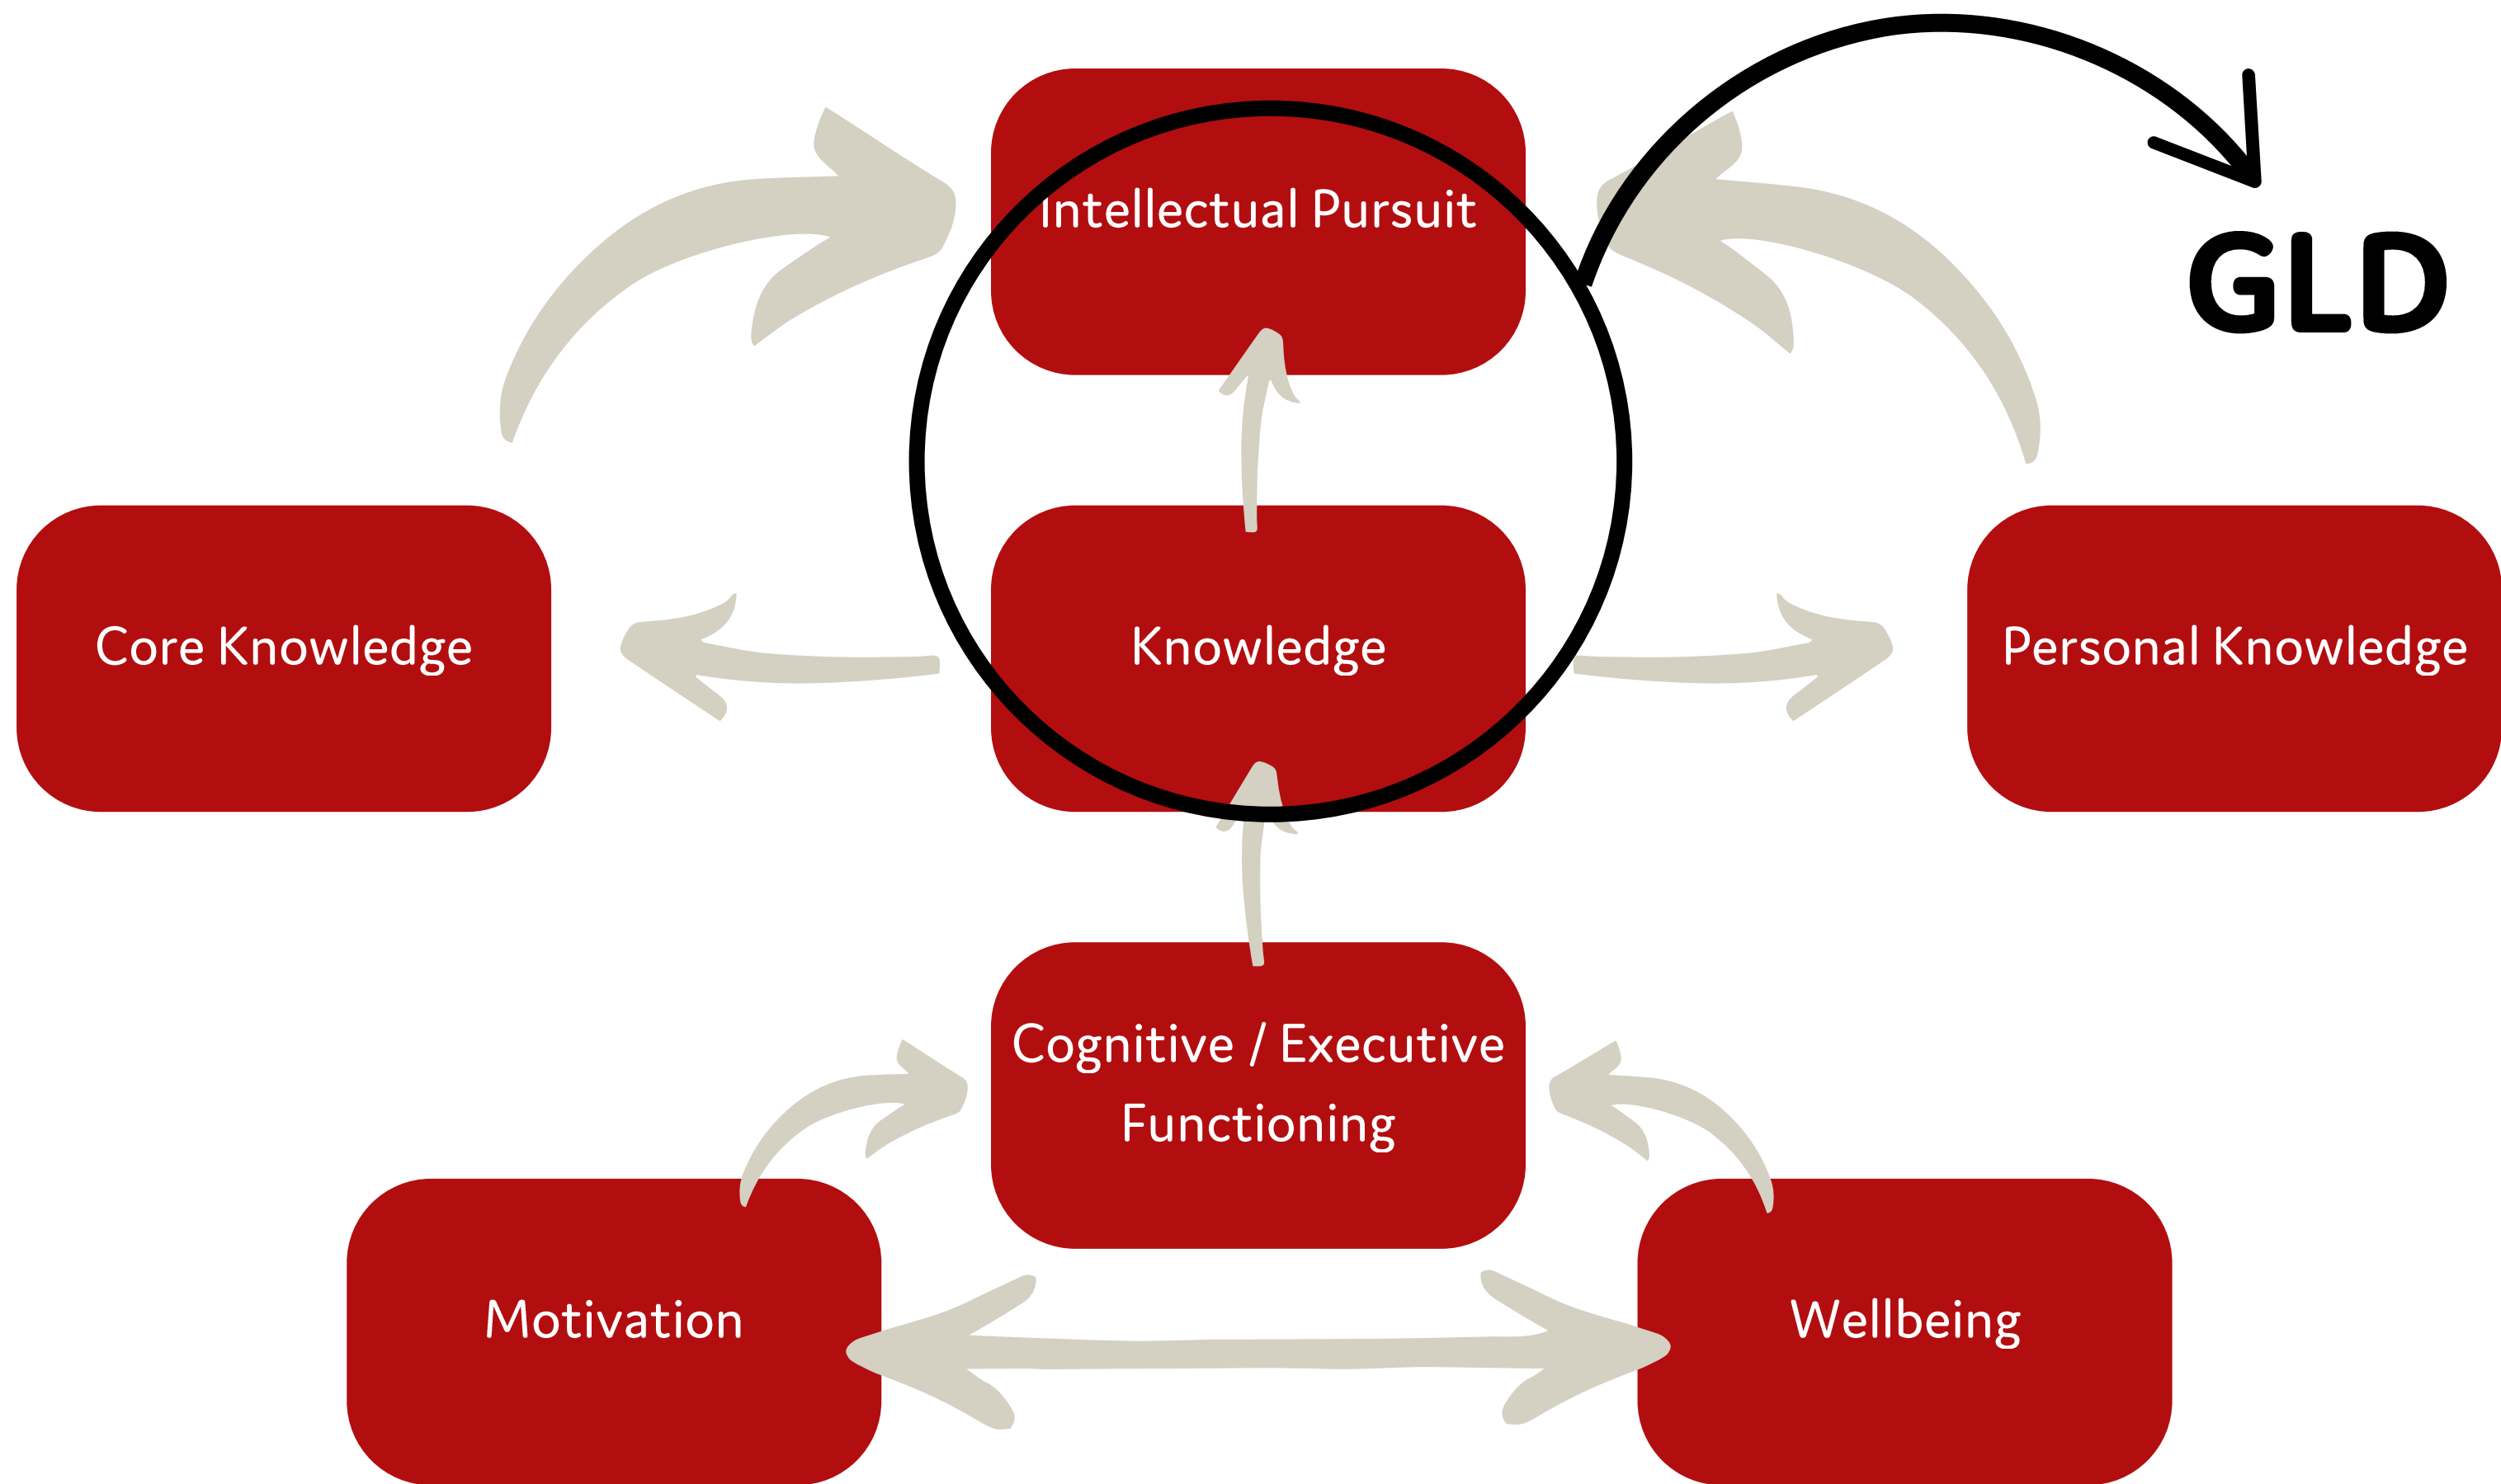 Intellectual Pursuit
GLD
Core Knowledge
Knowledge
Personal Knowledge
Cognitive / Executive
Functioning
Motivation
Wellbeing